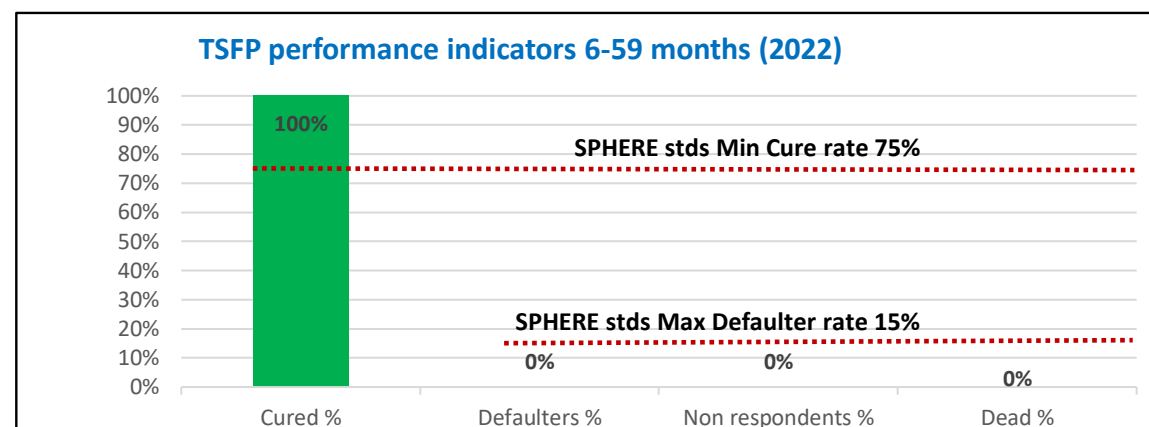 TSFP performance indicators 6-59 months (2022)
100%
90%
80%
70%
60%
50%
40%
30%
20%
10%
0%
100%
SPHERE stds Min Cure rate 75%
SPHERE stds Max Defaulter rate 15%
0%
0%
0%
Cured %
Defaulters %
Non respondents %
Dead %